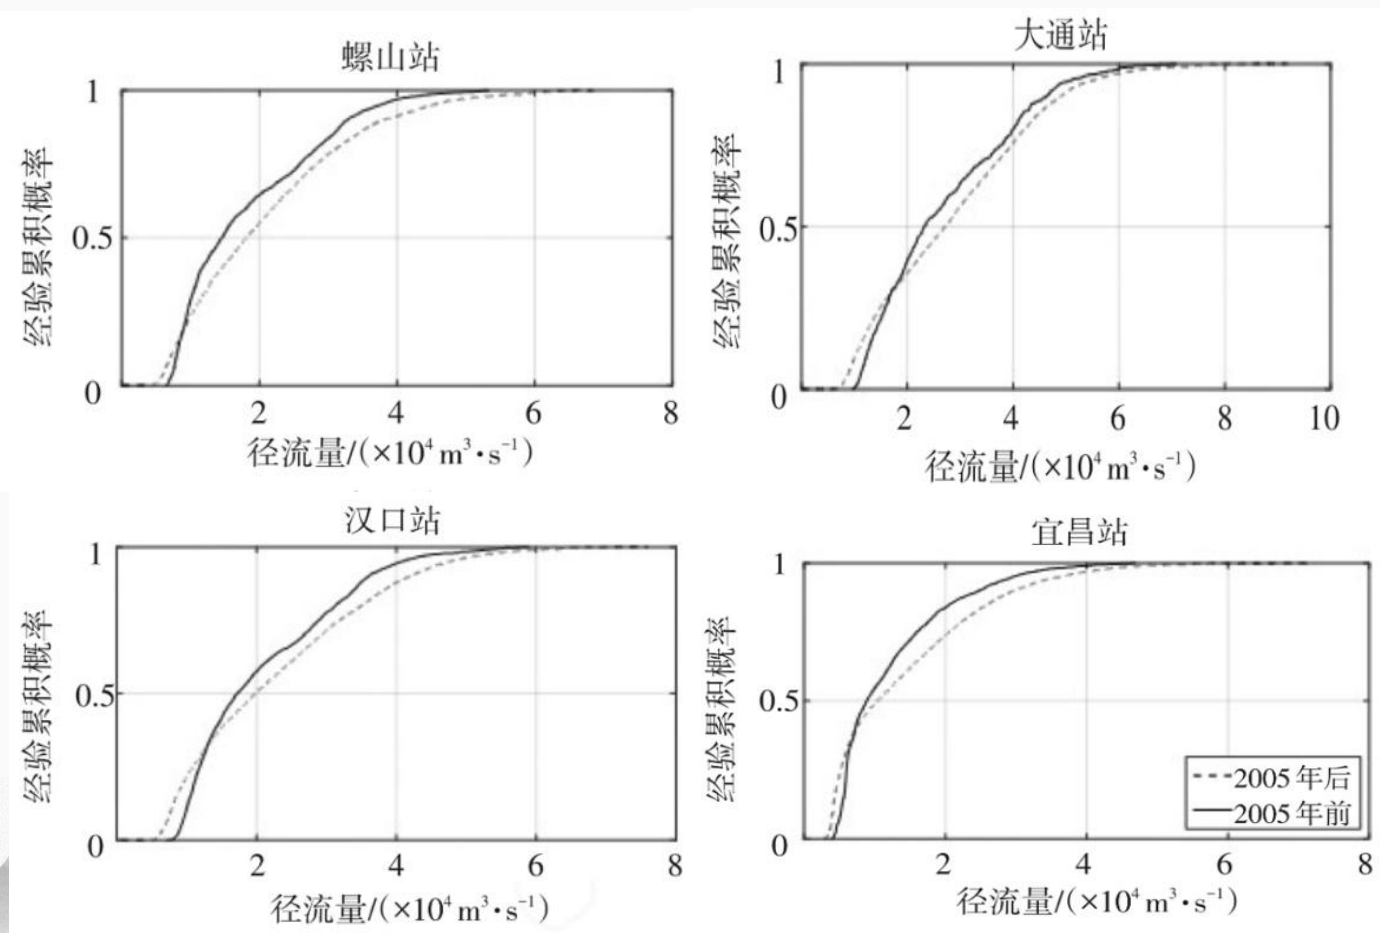 螺山站
1
0.5
0
2 4 6 8
经验累积概率
径流量/(×10⁴ m³·s⁻¹)
大通站
1
0.5
0
2 4 6 8 10
经验累积概率
径流量/(×10⁴ m³·s⁻¹)
汉口站
1
0.5
0
2 4 6 8
经验累积概率
径流量/(×10⁴ m³·s⁻¹)
宜昌站
1
0.5
0
2 4 6 8
经验累积概率
径流量/(×10⁴ m³·s⁻¹)
2005 年后
2005 年前